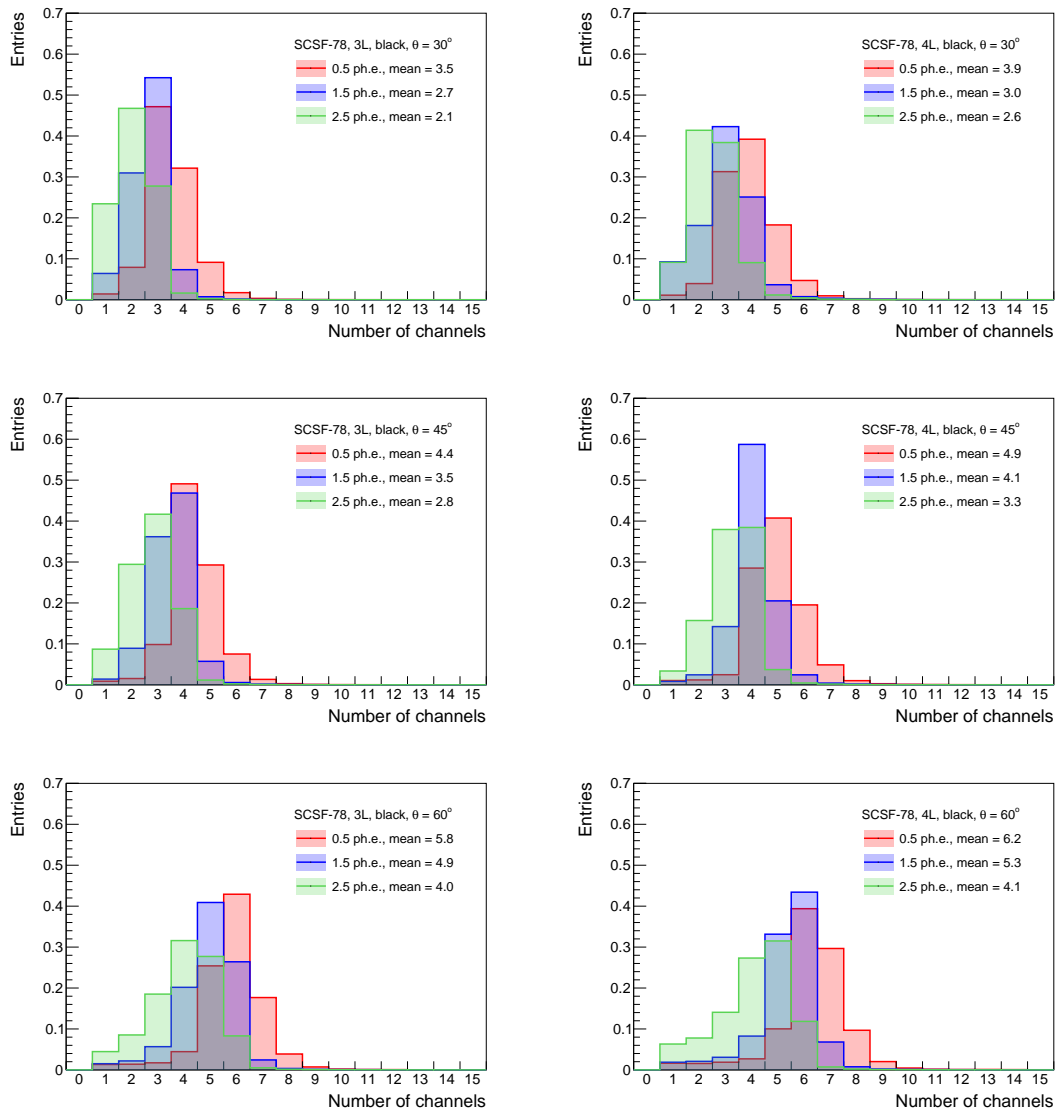 Entries
SCSF-78, 3L, black, θ = 30°
0.5 ph.e., mean = 3.5
1.5 ph.e., mean = 2.7
2.5 ph.e., mean = 2.1
0.7
0.6
0.5
0.4
0.3
0.2
0.1
0
0 1 2 3 4 5 6 7 8 9 10 11 12 13 14 15
Number of channels
Entries
SCSF-78, 4L, black, θ = 30°
0.5 ph.e., mean = 3.9
1.5 ph.e., mean = 3.0
2.5 ph.e., mean = 2.6
0.7
0.6
0.5
0.4
0.3
0.2
0.1
0
0 1 2 3 4 5 6 7 8 9 10 11 12 13 14 15
Number of channels
Entries
SCSF-78, 3L, black, θ = 45°
0.5 ph.e., mean = 4.4
1.5 ph.e., mean = 3.5
2.5 ph.e., mean = 2.8
0.7
0.6
0.5
0.4
0.3
0.2
0.1
0
0 1 2 3 4 5 6 7 8 9 10 11 12 13 14 15
Number of channels
Entries
SCSF-78, 4L, black, θ = 45°
0.5 ph.e., mean = 4.9
1.5 ph.e., mean = 4.1
2.5 ph.e., mean = 3.3
0.7
0.6
0.5
0.4
0.3
0.2
0.1
0
0 1 2 3 4 5 6 7 8 9 10 11 12 13 14 15
Number of channels
Entries
SCSF-78, 3L, black, θ = 60°
0.5 ph.e., mean = 5.8
1.5 ph.e., mean = 4.9
2.5 ph.e., mean = 4.0
0.7
0.6
0.5
0.4
0.3
0.2
0.1
0
0 1 2 3 4 5 6 7 8 9 10 11 12 13 14 15
Number of channels
Entries
SCSF-78, 4L, black, θ = 60°
0.5 ph.e., mean = 6.2
1.5 ph.e., mean = 5.3
2.5 ph.e., mean = 4.1
0.7
0.6
0.5
0.4
0.3
0.2
0.1
0
0 1 2 3 4 5 6 7 8 9 10 11 12 13 14 15
Number of channels